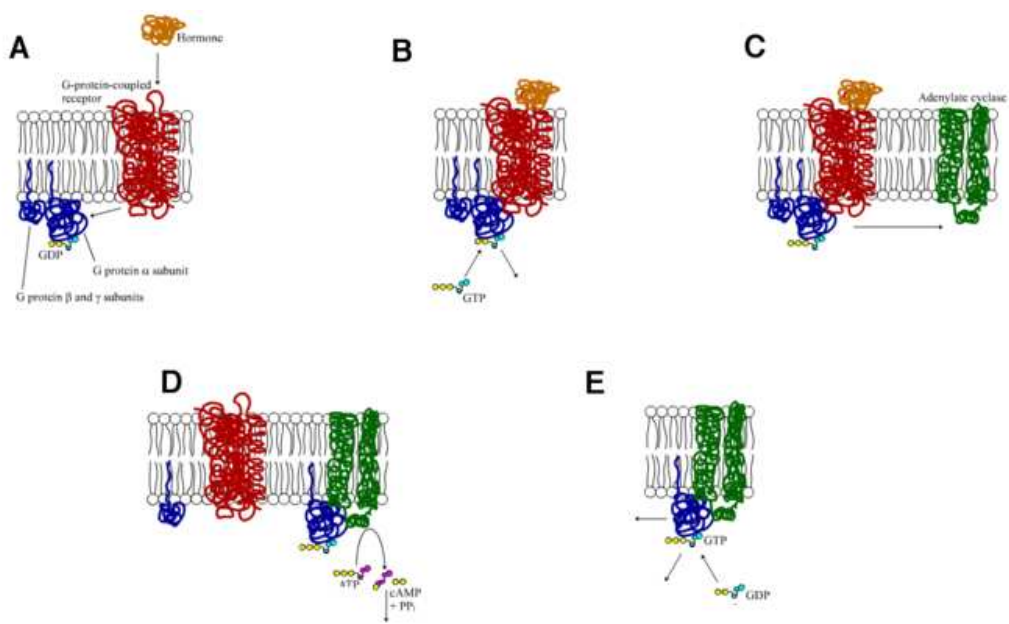 A
Hormone
G-protein-coupled
receptor
GDP
G protein α subunit
G protein β and γ subunits
B
GTP
C
Adenylate cyclase
D
ATP
cAMP
+ PPi
E
GTP
GDP